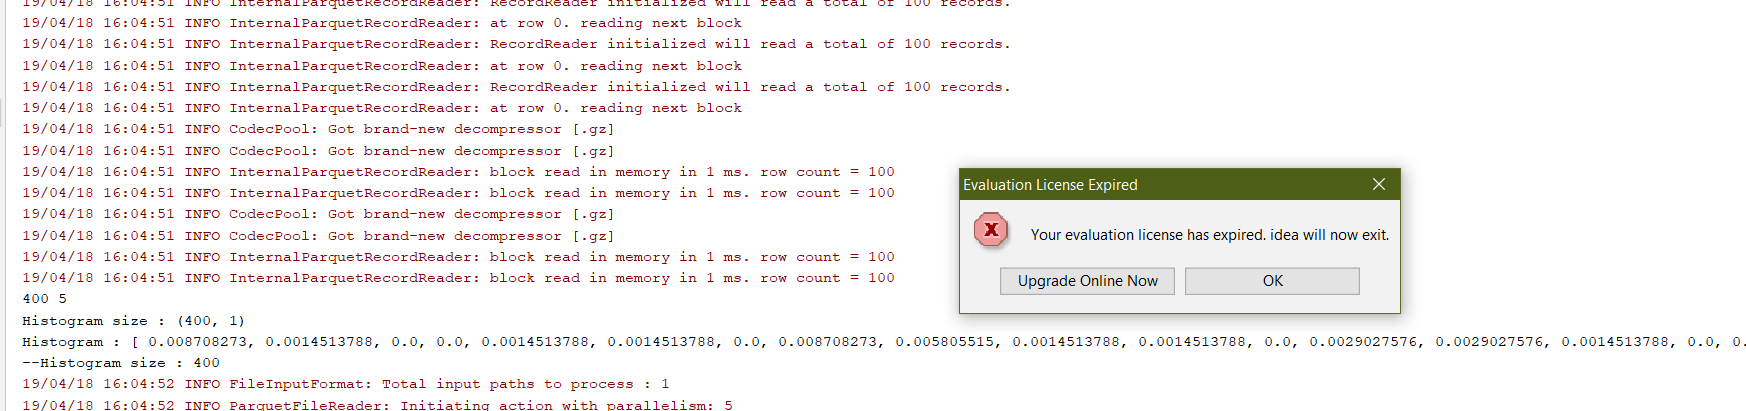 19/04/18 16:04:51 INFO InternalParquetRecordReader: RecordReader initialized will read a total of 100 records.
19/04/18 16:04:51 INFO InternalParquetRecordReader: at row 0. reading next block
19/04/18 16:04:51 INFO InternalParquetRecordReader: RecordReader initialized will read a total of 100 records.
19/04/18 16:04:51 INFO InternalParquetRecordReader: at row 0. reading next block
19/04/18 16:04:51 INFO InternalParquetRecordReader: RecordReader initialized will read a total of 100 records.
19/04/18 16:04:51 INFO InternalParquetRecordReader: at row 0. reading next block
19/04/18 16:04:51 INFO CodecPool: Got brand-new decompressor [.gz]
19/04/18 16:04:51 INFO CodecPool: Got brand-new decompressor [.gz]
19/04/18 16:04:51 INFO InternalParquetRecordReader: block read in memory in 1 ms. row count = 100
19/04/18 16:04:51 INFO InternalParquetRecordReader: block read in memory in 1 ms. row count = 100
19/04/18 16:04:51 INFO CodecPool: Got brand-new decompressor [.gz]
19/04/18 16:04:51 INFO CodecPool: Got brand-new decompressor [.gz]
19/04/18 16:04:51 INFO InternalParquetRecordReader: block read in memory in 1 ms. row count = 100
19/04/18 16:04:51 INFO InternalParquetRecordReader: block read in memory in 1 ms. row count = 100
400 5
Histogram size : (400, 1)
Histogram : [ 0.008708273, 0.0014513788, 0.0, 0.0, 0.0014513788, 0.0014513788, 0.0, 0.008708273, 0.005805515, 0.0014513788, 0.0014513788, 0.0, 0.0029027576, 0.0029027576, 0.0014513788, 0.0, 0.
--Histogram size : 400
19/04/18 16:04:52 INFO FileInputFormat: Total input paths to process : 1
19/04/18 16:04:52 INFO ParquetFileReader: Initiating action with parallelism: 5
Evaluation License Expired
Your evaluation license has expired. idea will now exit.
Upgrade Online Now
OK